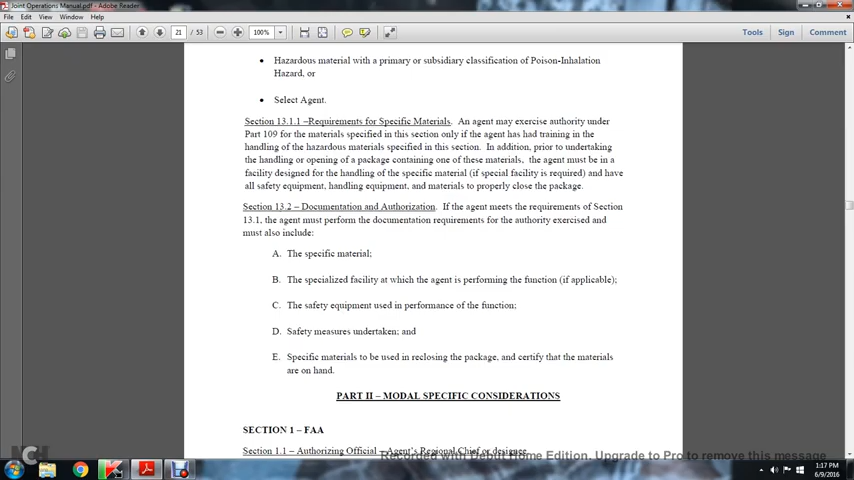 Joint Operations Manual.pdf - Adobe Reader
File Edit View Window Help
21 / 53 100% Tools Sign Comment
• Hazardous material with a primary or subsidiary classification of Poison-Inhalation
Hazard, or
• Select Agent.
Section 13.1.1 –Requirements for Specific Materials. An agent may exercise authority under
Part 109 for the materials specified in this section only if the agent has had training in the
handling of the hazardous materials specified in this section. In addition, prior to undertaking
the handling or opening of a package containing one of these materials, the agent must be in a
facility designed for the handling of the specific material (if special facility is required) and have
all safety equipment, handling equipment, and materials to properly close the package.
Section 13.2 – Documentation and Authorization. If the agent meets the requirements of Section
13.1, the agent must perform the documentation requirements for the authority exercised and
must also include:
A. The specific material;
B. The specialized facility at which the agent is performing the function (if applicable);
C. The safety equipment used in performance of the function;
D. Safety measures undertaken; and
E. Specific materials to be used in reclosing the package, and certify that the materials
are on hand.
PART II – MODAL SPECIFIC CONSIDERATIONS
SECTION 1 – FAA
Section 1.1 – Authorizing Official – Agent's Regional Chief or designee
Recorded with Debut Home Edition. Upgrade to Pro to remove this message
NCH
1:17 PM
6/9/2016